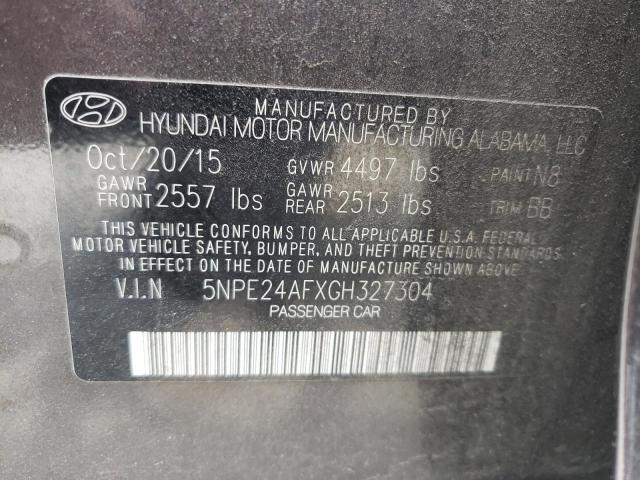 MANUFACTURED BY
HYUNDAI MOTOR MANUFACTURING ALABAMA, LLC
Oct/20/15 GVWR 4497 lbs PAINT N8
GAWR FRONT 2557 lbs GAWR REAR 2513 lbs TRIM BB
THIS VEHICLE CONFORMS TO ALL APPLICABLE U.S.A. FEDERAL
MOTOR VEHICLE SAFETY, BUMPER, AND THEFT PREVENTION STANDARDS
IN EFFECT ON THE DATE OF MANUFACTURE SHOWN ABOVE.
V.I.N 5NPE24AFXGH327304
PASSENGER CAR